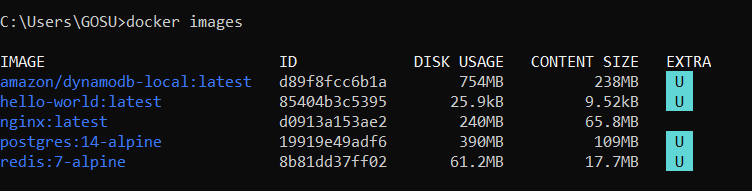 C:\Users\GOSU>docker images
IMAGE ID DISK USAGE CONTENT SIZE EXTRA
amazon/dynamodb-local:latest d89f8fcc6b1a 754MB 238MB U
hello-world:latest 85404b3c5395 25.9kB 9.52kB U
nginx:latest d0913a153ae2 240MB 65.8MB
postgres:14-alpine 19919e49adf6 390MB 109MB U
redis:7-alpine 8b81dd37ff02 61.2MB 17.7MB U